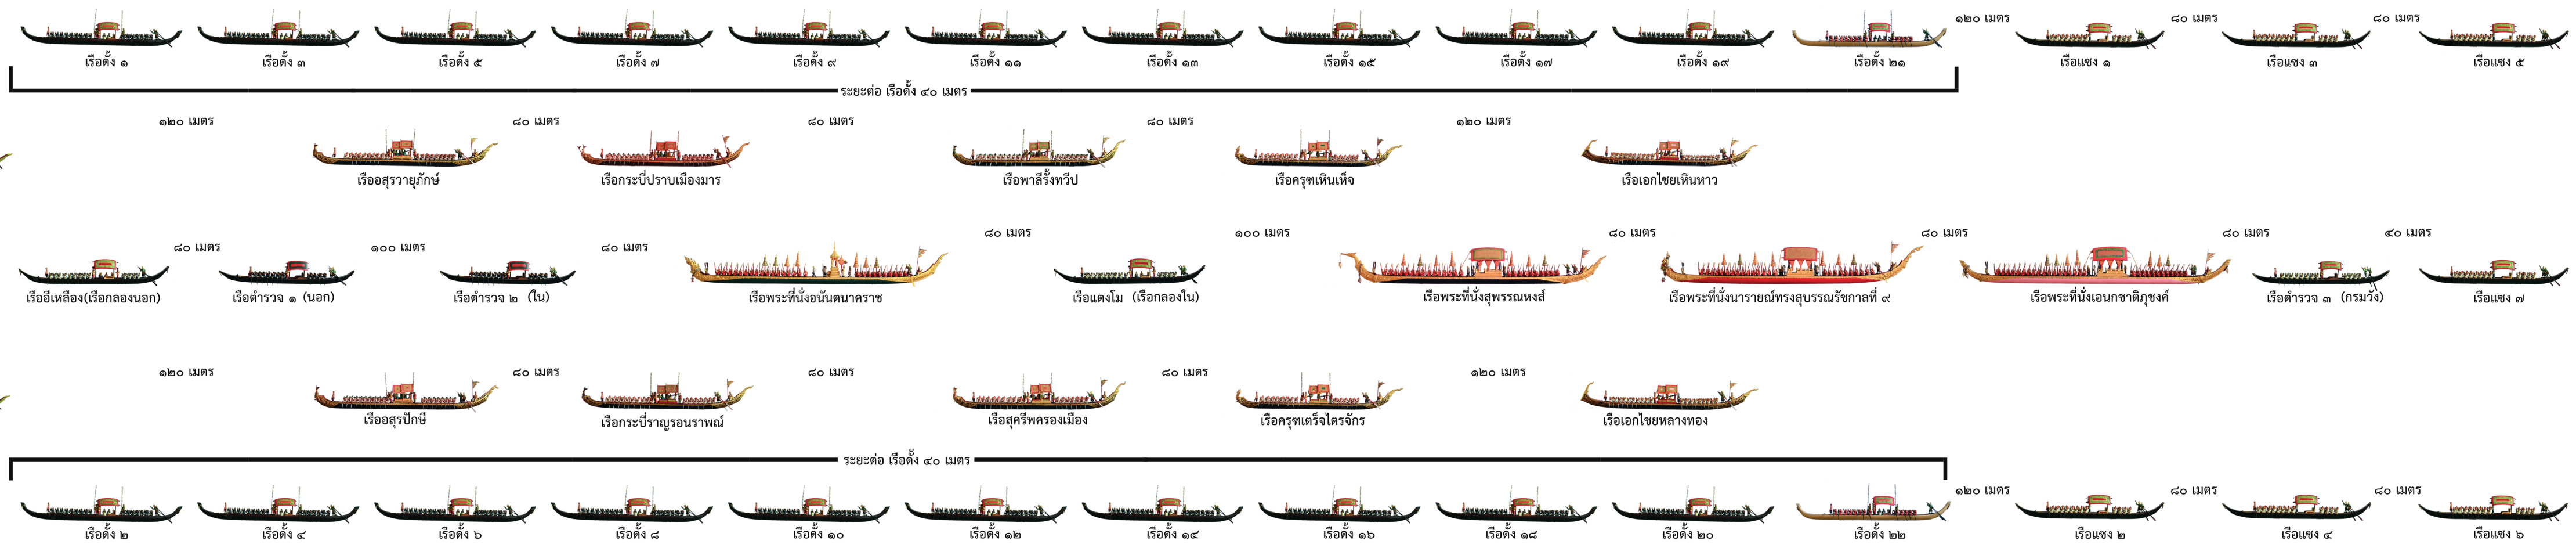 ๑๒๐ เมตร ๘๐ เมตร ๘๐ เมตร
เรือดั้ง ๑ เรือดั้ง ๓ เรือดั้ง ๕ เรือดั้ง ๗ เรือดั้ง ๙ เรือดั้ง ๑๑ เรือดั้ง ๑๓ เรือดั้ง ๑๕ เรือดั้ง ๑๗ เรือดั้ง ๑๙ เรือดั้ง ๒๑ เรือแซง ๑ เรือแซง ๓ เรือแซง ๕
ระยะต่อ เรือดั้ง ๔๐ เมตร
๑๒๐ เมตร ๘๐ เมตร ๘๐ เมตร ๘๐ เมตร ๑๒๐ เมตร
เรืออสุรวายุภักษ์ เรือกระบี่ปราบเมืองมาร เรือพาลีรั้งทวีป เรือครุฑเหินเห็จ เรือเอกไชยเหินหาว
๘๐ เมตร ๑๐๐ เมตร ๘๐ เมตร ๘๐ เมตร ๑๐๐ เมตร ๘๐ เมตร ๘๐ เมตร ๘๐ เมตร ๔๐ เมตร
เรืออีเหลือง(เรือกลองนอก) เรือตำรวจ ๑ (นอก) เรือตำรวจ ๒ (ใน) เรือพระที่นั่งอนันตนาคราช เรือแตงโม (เรือกลองใน) เรือพระที่นั่งสุพรรณหงส์ เรือพระที่นั่งนารายณ์ทรงสุบรรณรัชกาลที่ ๙ เรือพระที่นั่งเอนกชาติภุชงค์ เรือตำรวจ ๓ (กรมวัง) เรือแซง ๗
๑๒๐ เมตร ๘๐ เมตร ๘๐ เมตร ๘๐ เมตร ๑๒๐ เมตร
เรืออสุรปักษี เรือกระบี่ราญรอนราพณ์ เรือสุครีพครองเมือง เรือครุฑเตร็จไตรจักร เรือเอกไชยหลาวทอง
ระยะต่อ เรือดั้ง ๔๐ เมตร
๑๒๐ เมตร ๘๐ เมตร ๘๐ เมตร
เรือดั้ง ๒ เรือดั้ง ๔ เรือดั้ง ๖ เรือดั้ง ๘ เรือดั้ง ๑๐ เรือดั้ง ๑๒ เรือดั้ง ๑๔ เรือดั้ง ๑๖ เรือดั้ง ๑๘ เรือดั้ง ๒๐ เรือดั้ง ๒๒ เรือแซง ๒ เรือแซง ๔ เรือแซง ๖